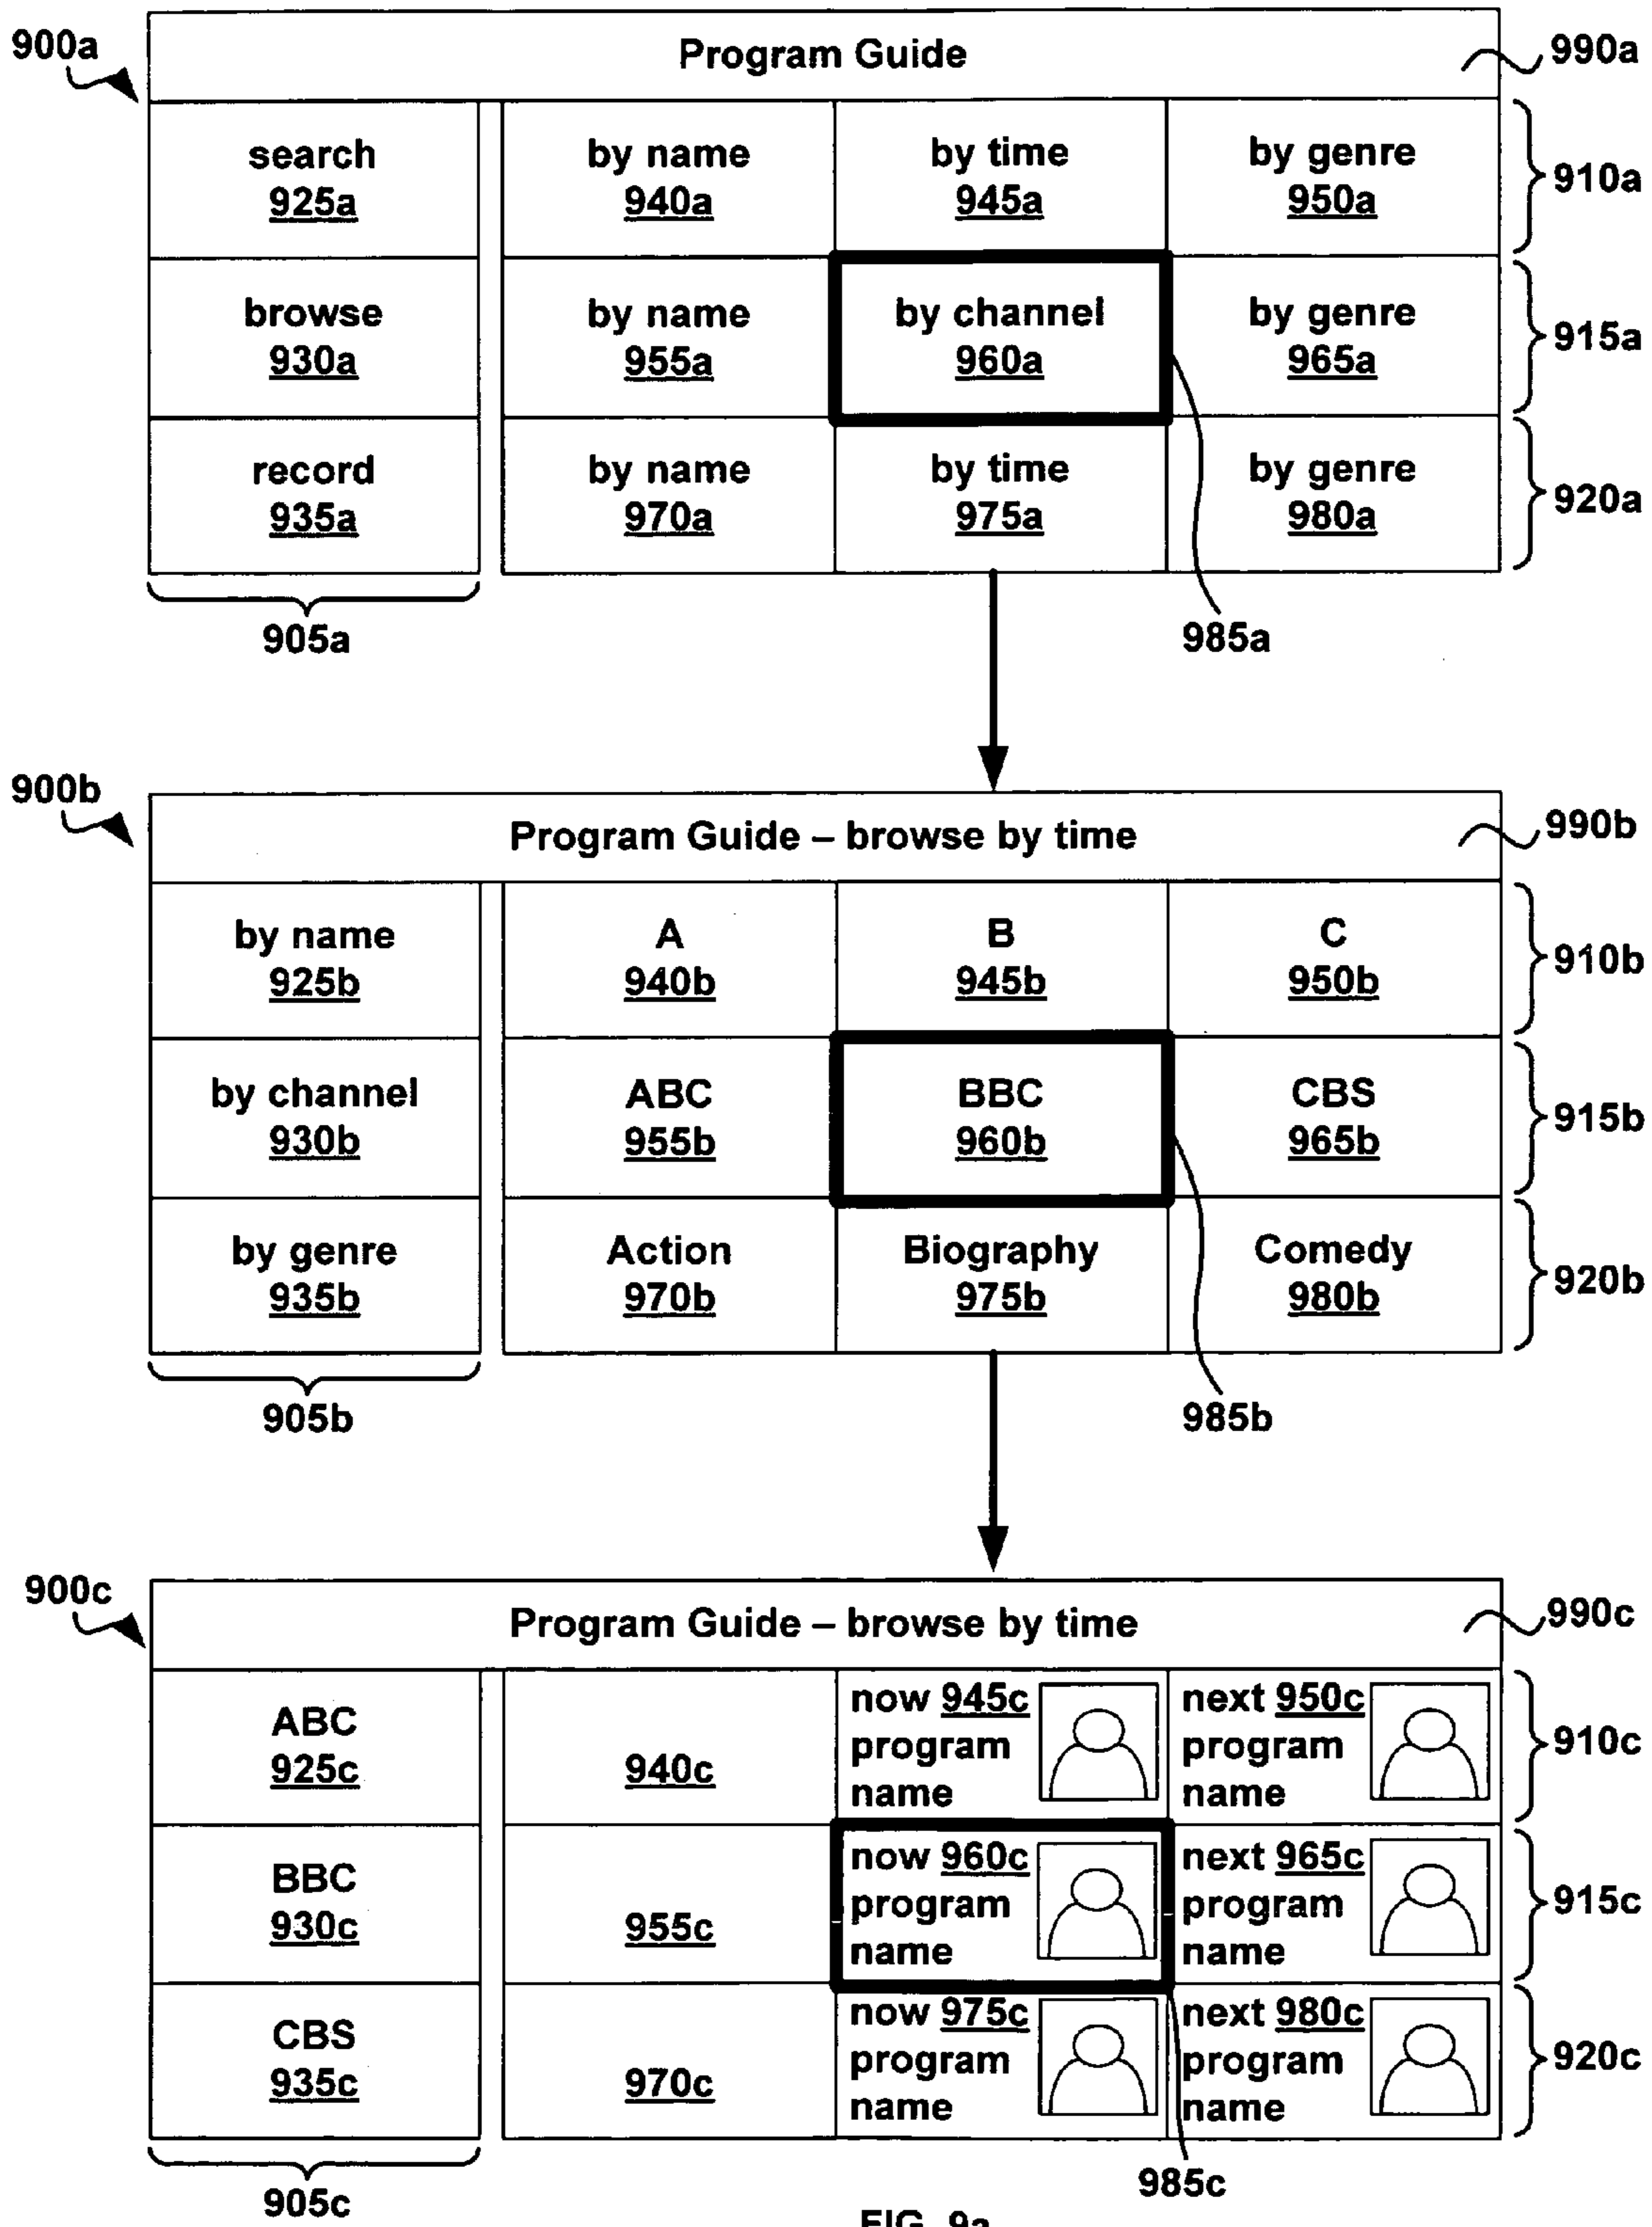 900a
Program Guide
990a
search
925a
by name
940a
by time
945a
by genre
950a
910a
browse
930a
by name
955a
by channel
960a
by genre
965a
915a
record
935a
by name
970a
by time
975a
by genre
980a
920a
905a
985a
900b
Program Guide – browse by time
990b
by name
925b
A
940b
B
945b
C
950b
910b
by channel
930b
ABC
955b
BBC
960b
CBS
965b
915b
by genre
935b
Action
970b
Biography
975b
Comedy
980b
920b
905b
985b
900c
Program Guide – browse by time
990c
ABC
925c
940c
now 945c
program
name
next 950c
program
name
910c
BBC
930c
955c
now 960c
program
name
next 965c
program
name
915c
CBS
935c
970c
now 975c
program
name
next 980c
program
name
920c
905c
985c
FIG. 9a